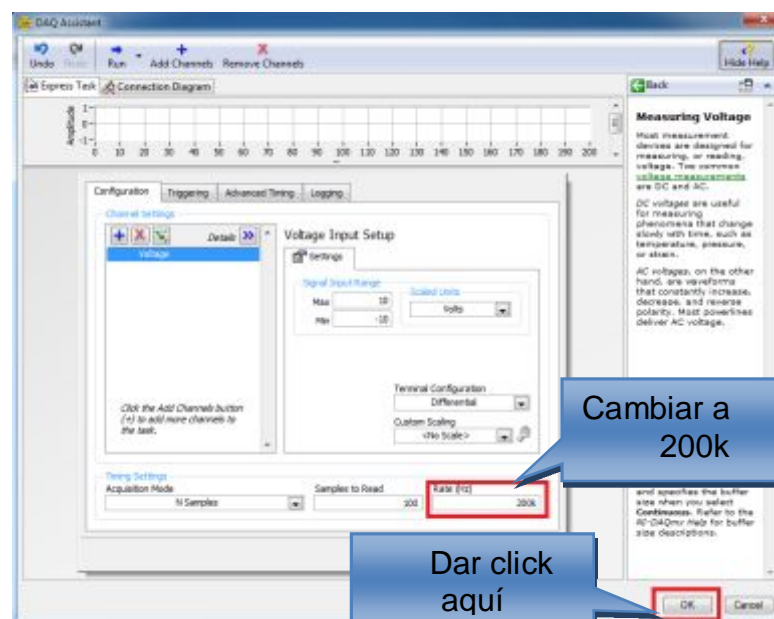 DAQ Assistant
Undo Redo Run Add Channels Remove Channels Hide Help
Express Task Connection Diagram
Back
Amplitude
1-
0-
-1-
0 10 20 30 40 50 60 70 80 90 100 110 120 130 140 150 160 170 180 190 200
Configuration Triggering Advanced Timing Logging
Channel Settings
Details
Voltage
Click the Add Channels button
(+) to add more channels to
the task.
Voltage Input Setup
Settings
Signal Input Range
Max 10
Min -10
Scaled Units
Volts
Terminal Configuration
Differential
Custom Scaling
<No Scale>
Timing Settings
Acquisition Mode
N Samples
Samples to Read
100
Rate (Hz)
200k
Measuring Voltage
Most measurement
devices are designed for
measuring, or reading,
voltage. Two common
voltage measurements
are DC and AC.
DC voltages are useful
for measuring
phenomena that change
slowly with time, such as
temperature, pressure,
or strain.
AC voltages, on the other
hand, are waveforms
that constantly increase,
decrease, and reverse
polarity. Most powerlines
deliver AC voltage.
Cambiar a
200k
and specifies the buffer
size when you select
Continuous. Refer to the
NI-DAQmx Help for buffer
size descriptions.
Dar click
aquí
OK Cancel